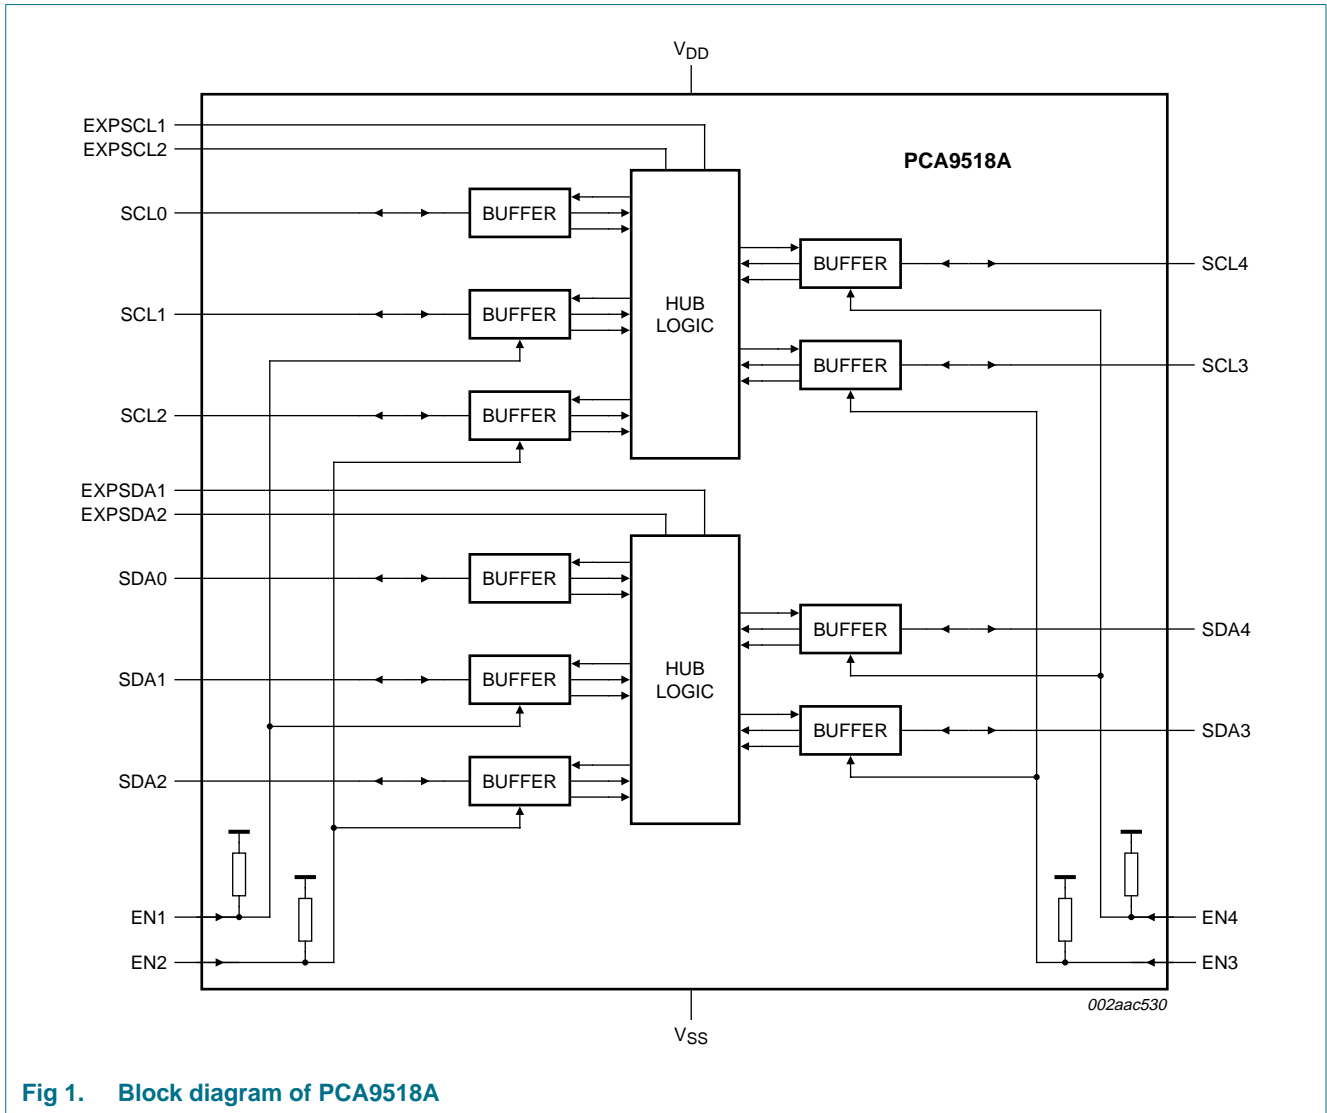 VDD
EXPSCL1
EXPSCL2
PCA9518A
SCL0
BUFFER
BUFFER
SCL4
SCL1
BUFFER
HUB
LOGIC
BUFFER
SCL3
SCL2
BUFFER
EXPSDA1
EXPSDA2
SDA0
BUFFER
BUFFER
SDA4
SDA1
BUFFER
HUB
LOGIC
BUFFER
SDA3
SDA2
BUFFER
EN1
EN4
EN2
EN3
002aac530
VSS
Fig 1. Block diagram of PCA9518A